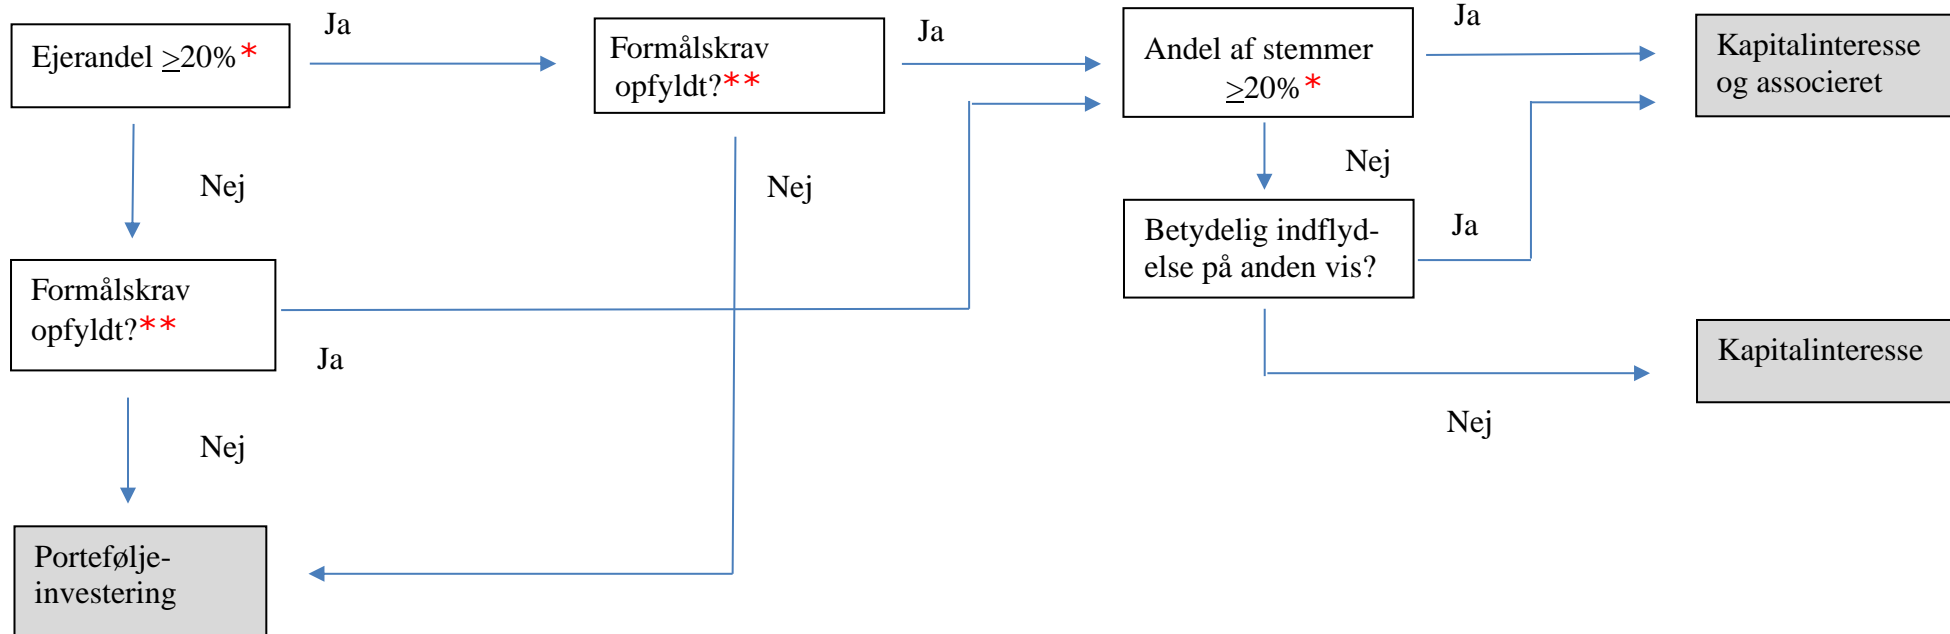 Ejerandel ≥20%*
Ja
Formålskrav
opfyldt?**
Ja
Andel af stemmer
≥20%*
Ja
Kapitalinteresse
og associeret
Nej
Nej
Nej
Betydelig indflyd-
else på anden vis?
Ja
Formålskrav
opfyldt?**
Ja
Kapitalinteresse
Nej
Nej
Portefølje-
investering